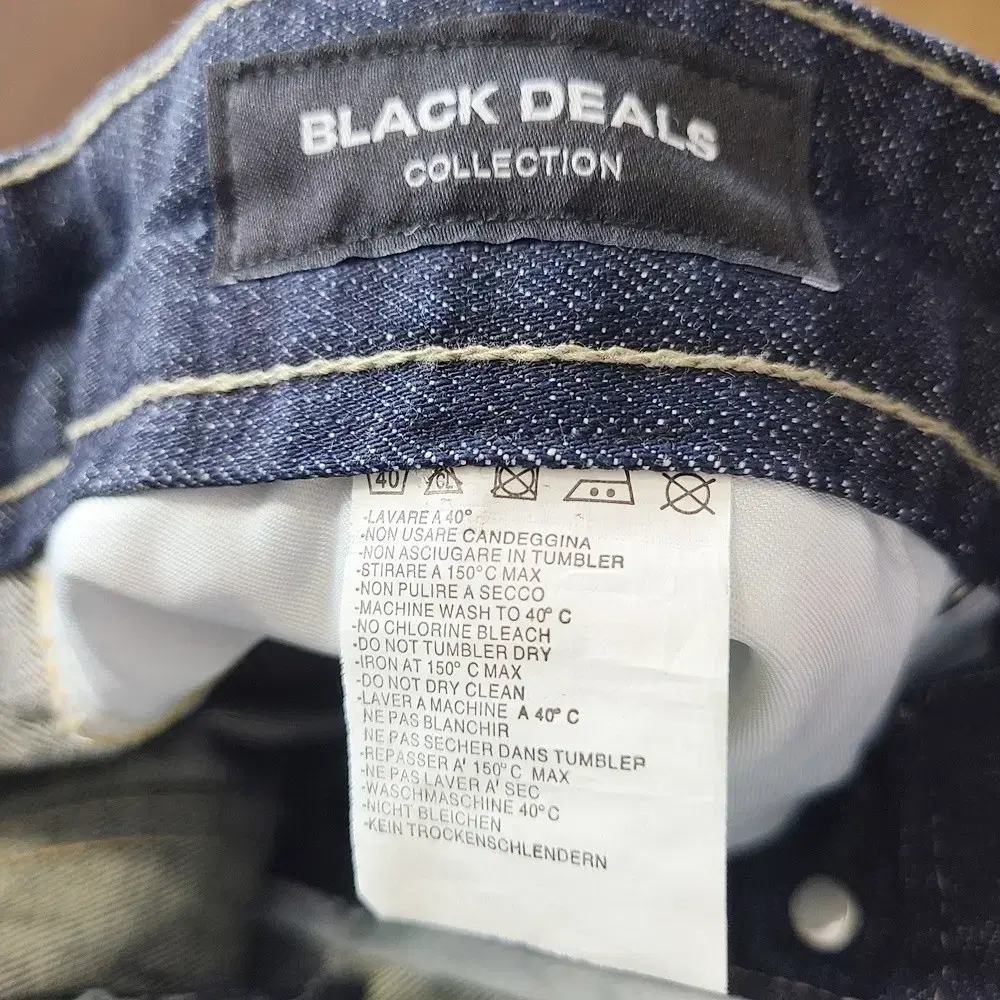 BLACK DEALS
COLLECTION
40 CL
-LAVARE A 40°
-NON USARE CANDEGGINA
-NON ASCIUGARE IN TUMBLER
-STIRARE A 150°C MAX
-NON PULIRE A SECCO
-MACHINE WASH TO 40° C
-NO CHLORINE BLEACH
-DO NOT TUMBLER DRY
-IRON AT 150° C MAX
-DO NOT DRY CLEAN
-LAVER A MACHINE A 40° C
NE PAS BLANCHIR
NE PAS SECHER DANS TUMBLER
-REPASSER A' 150°C MAX
-NE PAS LAVER A' SEC
-WASCHMASCHINE 40°C
-NICHT BLEICHEN
-KEIN TROCKENSCHLENDERN